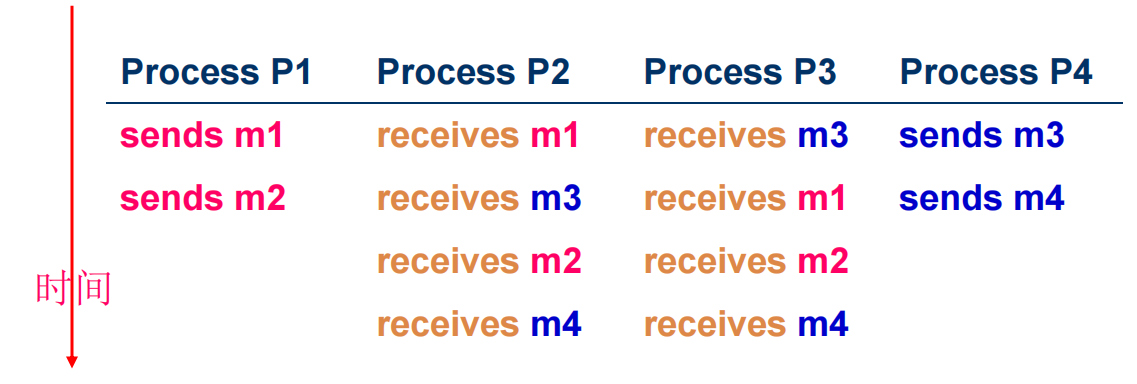 Process P1 Process P2 Process P3 Process P4
sends m1 receives m1 receives m3 sends m3
sends m2 receives m3 receives m1 sends m4
receives m2 receives m2
时间
receives m4 receives m4